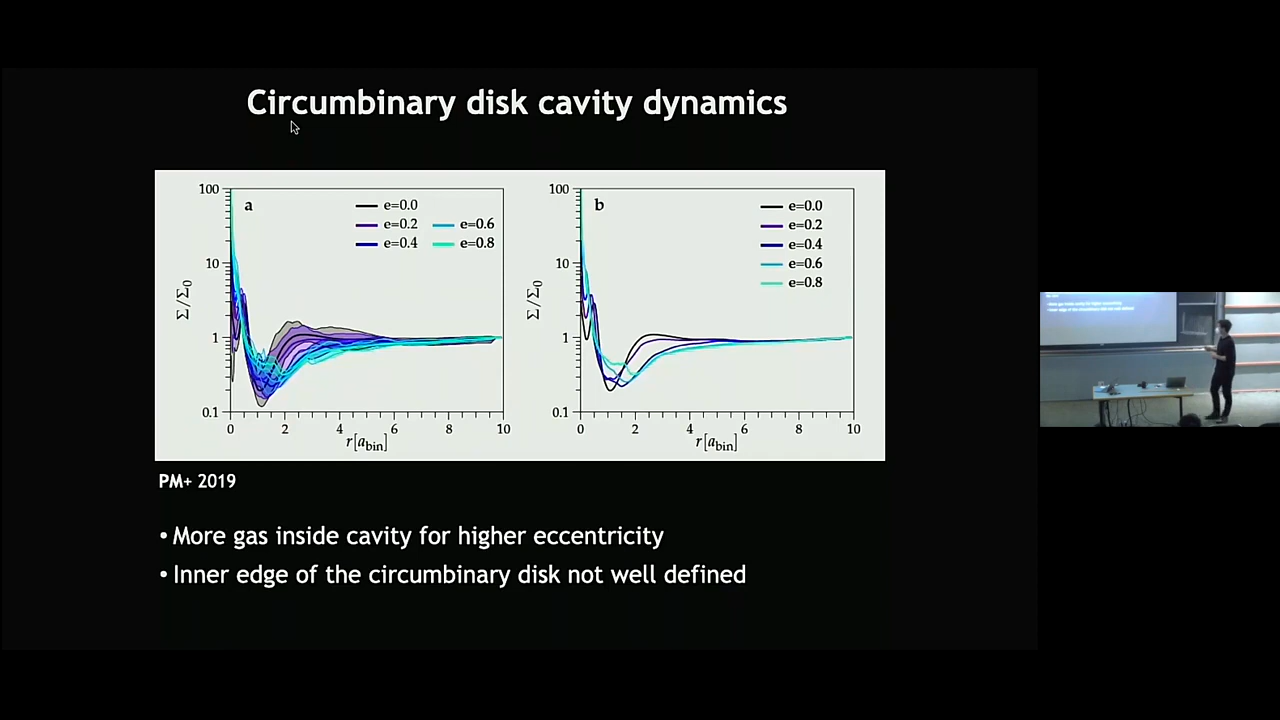 Circumbinary disk cavity dynamics
100
10
1
0.1
Σ/Σ0
a
e=0.0
e=0.2
e=0.4
e=0.6
e=0.8
0 2 4 6 8 10
r[abin]
100
10
1
0.1
Σ/Σ0
b
e=0.0
e=0.2
e=0.4
e=0.6
e=0.8
0 2 4 6 8 10
r[abin]
PM+ 2019
• More gas inside cavity for higher eccentricity
• Inner edge of the circumbinary disk not well defined